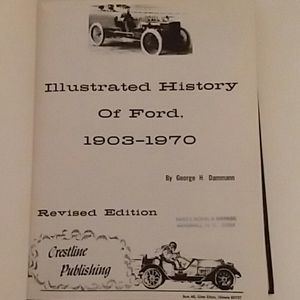 Illustrated History
Of Ford,
1903-1970
By George H. Dammann
Revised Edition
Crestline
Publishing